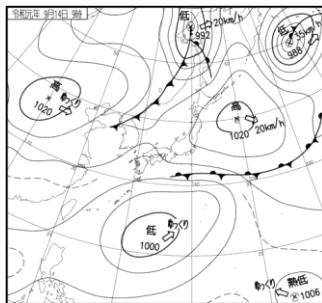 令和元年 9月14日 9時
低
20km/h
992
低
35km/h
988
高
ゆっくり
1020
高
1020
20km/h
低
ゆっくり
1000
ゆっくり
熱低
1006